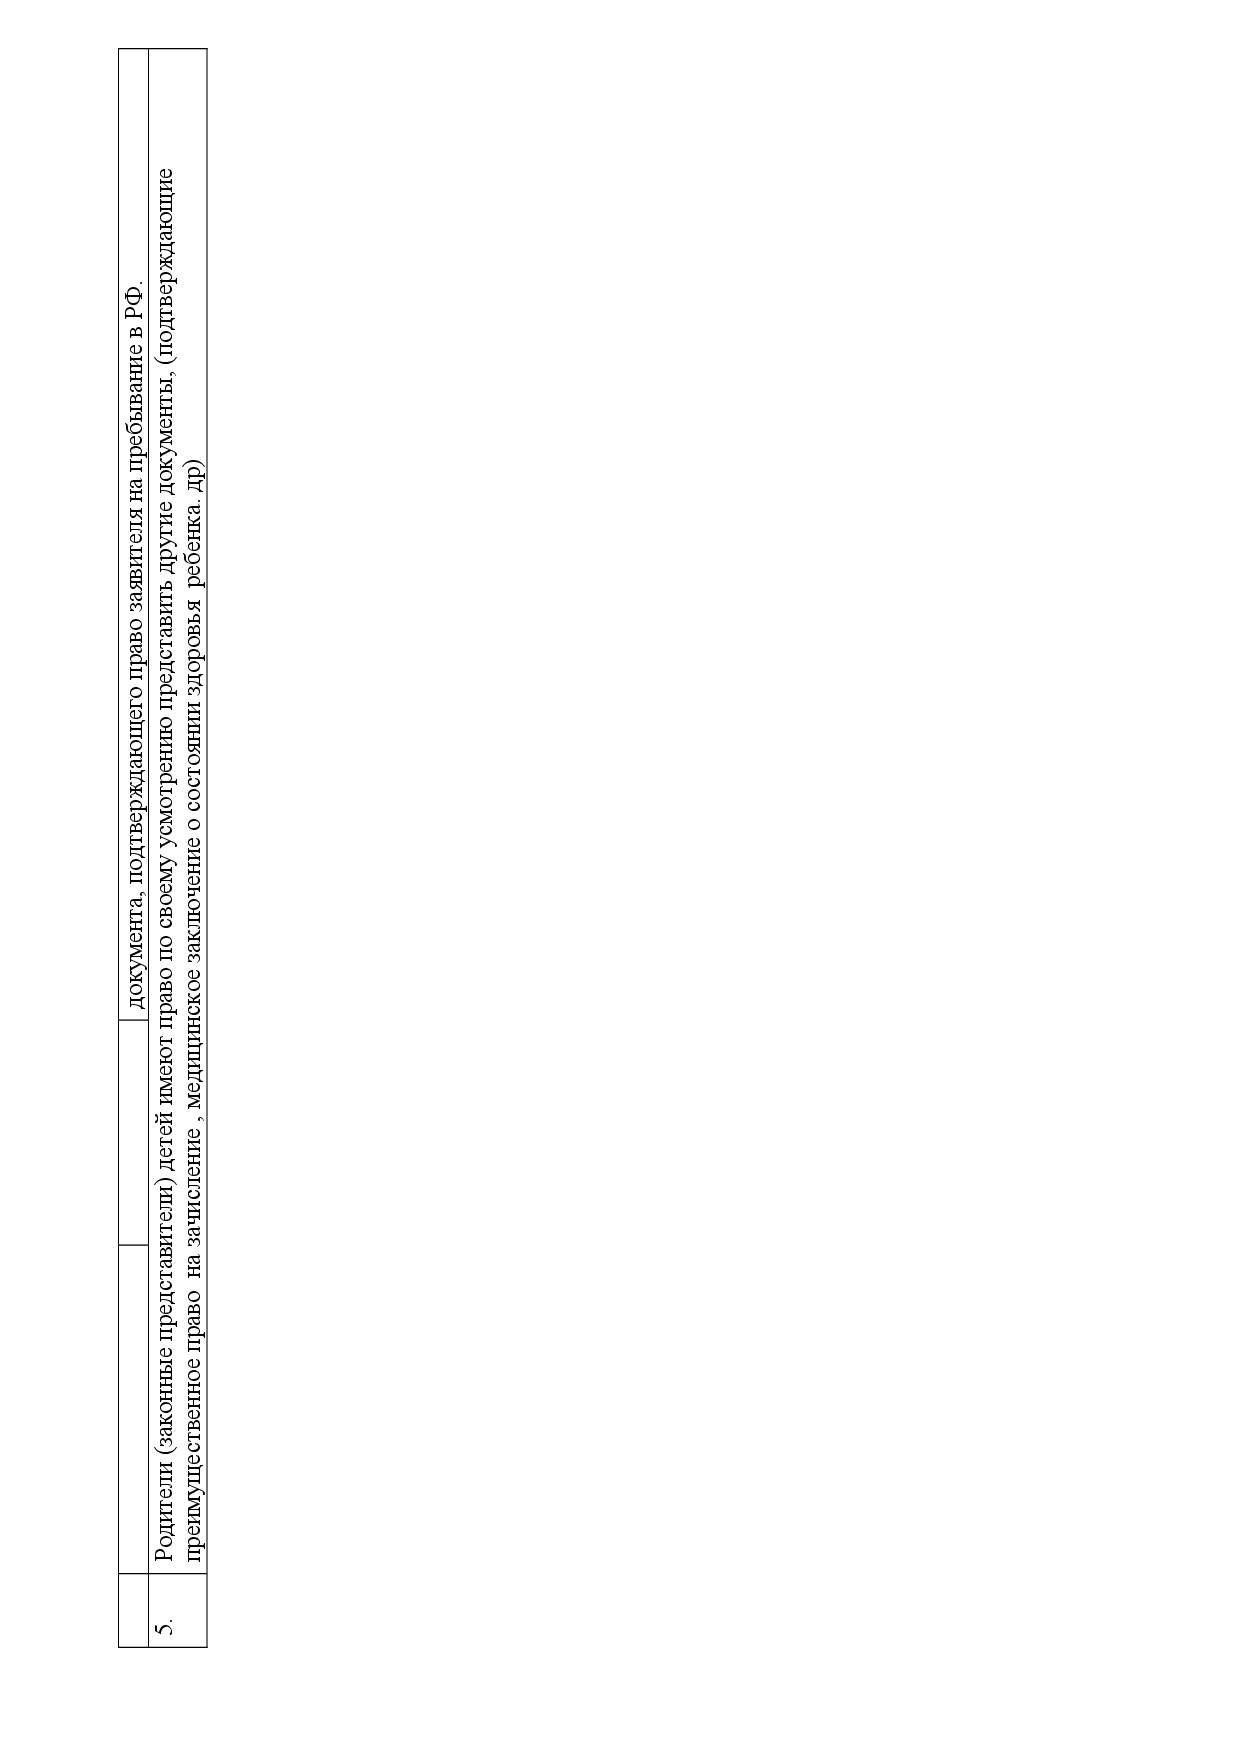 документа, подтверждающего право заявителя на пребывание в РФ.
5. Родители (законные представители) детей имеют право по своему усмотрению представить другие документы, (подтверждающие
преимущественное право на зачисление , медицинское заключение о состоянии здоровья ребенка. др)